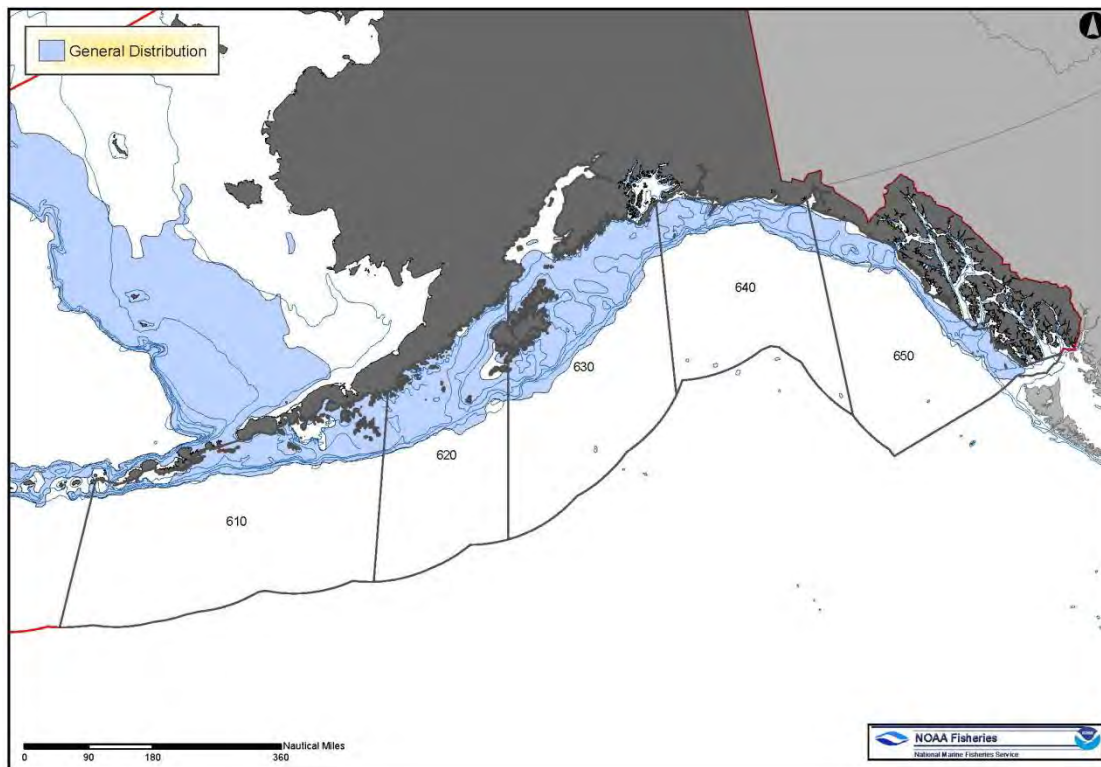 General Distribution
640
650
630
620
610
Nautical Miles
0 90 180 360
NOAA Fisheries
National Marine Fisheries Service